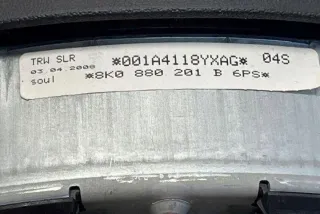 TRW SLR *001A4118YXAG* 04S
03.04.2008
soul *8K0 880 201 B 6PS*